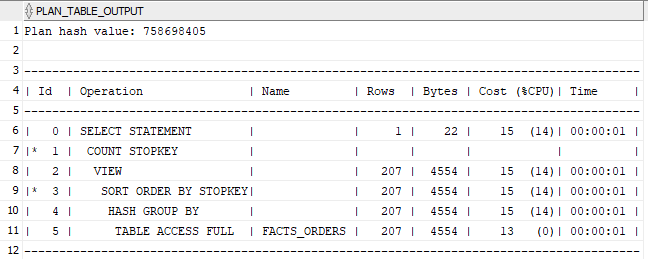 PLAN_TABLE_OUTPUT
1 Plan hash value: 758698405
2
3 --------------------------------------------------------------------------------------
4 | Id  | Operation                | Name         | Rows  | Bytes | Cost (%CPU)| Time     |
5 --------------------------------------------------------------------------------------
6 |   0 | SELECT STATEMENT         |              |     1 |    22 |    15  (14)| 00:00:01 |
7 |*  1 |  COUNT STOPKEY           |              |       |       |            |          |
8 |   2 |   VIEW                   |              |   207 |  4554 |    15  (14)| 00:00:01 |
9 |*  3 |    SORT ORDER BY STOPKEY|              |   207 |  4554 |    15  (14)| 00:00:01 |
10 |   4 |     HASH GROUP BY        |              |   207 |  4554 |    15  (14)| 00:00:01 |
11 |   5 |      TABLE ACCESS FULL   | FACTS_ORDERS |   207 |  4554 |    13   (0)| 00:00:01 |
12 --------------------------------------------------------------------------------------